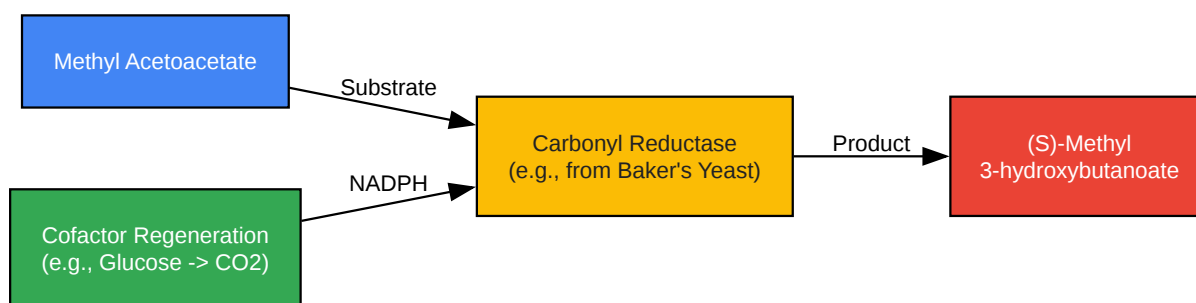 Methyl Acetoacetate
Substrate
Carbonyl Reductase
(e.g., from Baker's Yeast)
Product
(S)-Methyl
3-hydroxybutanoate
NADPH
Cofactor Regeneration
(e.g., Glucose -> CO2)